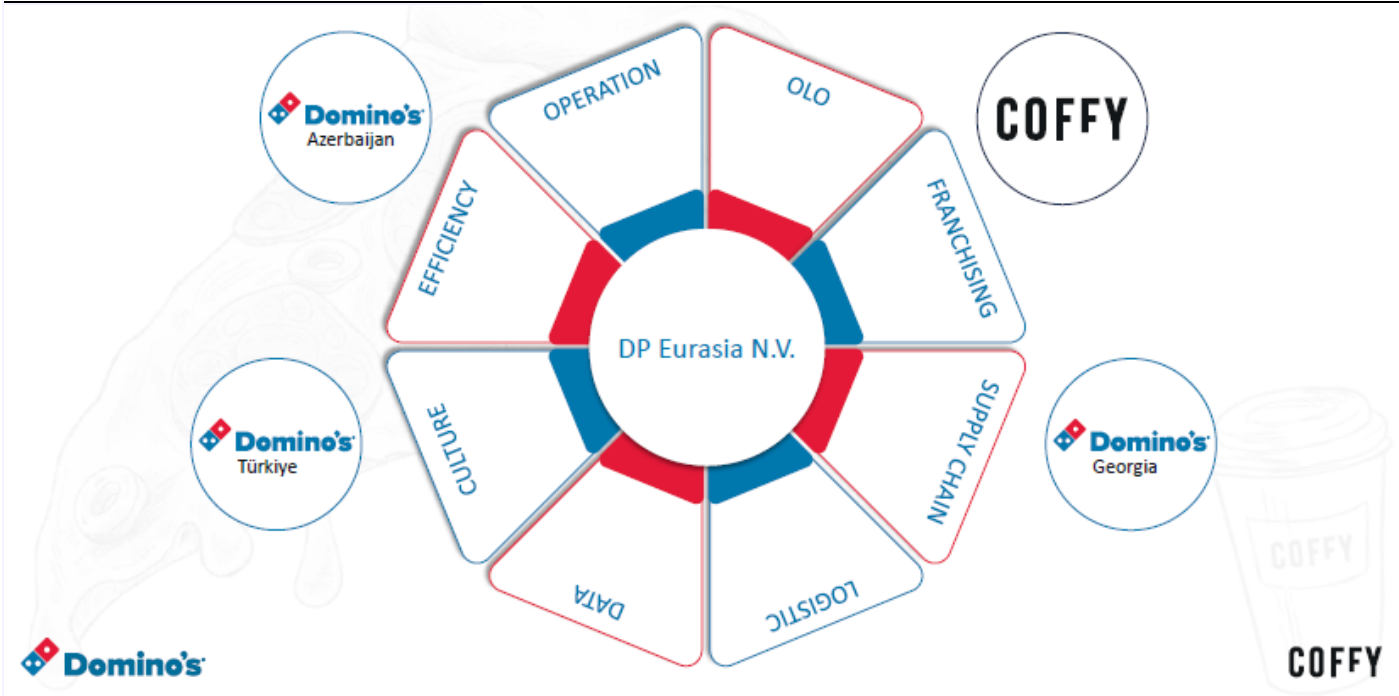 OPERATION
OLO
FRANCHISING
SUPPLY CHAIN
LOGISTIC
DATA
CULTURE
EFFICIENCY
DP Eurasia N.V.
Domino's
Azerbaijan
COFFY
Domino's
Türkiye
Domino's
Georgia
COFFY
Domino's
COFFY